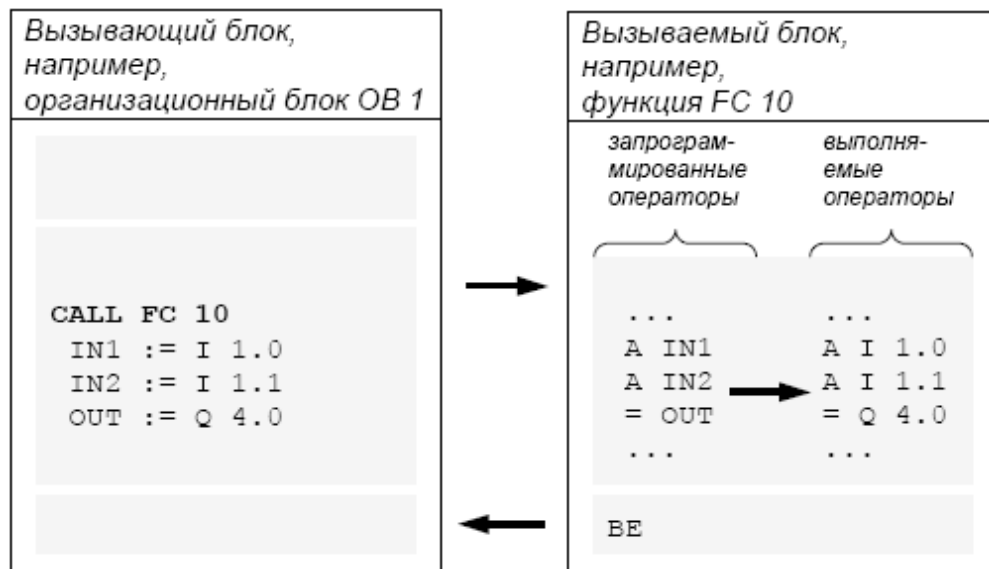 Вызывающий блок,
например,
организационный блок OB 1
CALL FC 10
IN1 := I 1.0
IN2 := I 1.1
OUT := Q 4.0
Вызываемый блок,
например,
функция FC 10
запрограм-
мированные
операторы
выполня-
емые
операторы
...
A IN1
A IN2
= OUT
...
...
A I 1.0
A I 1.1
= Q 4.0
...
BE